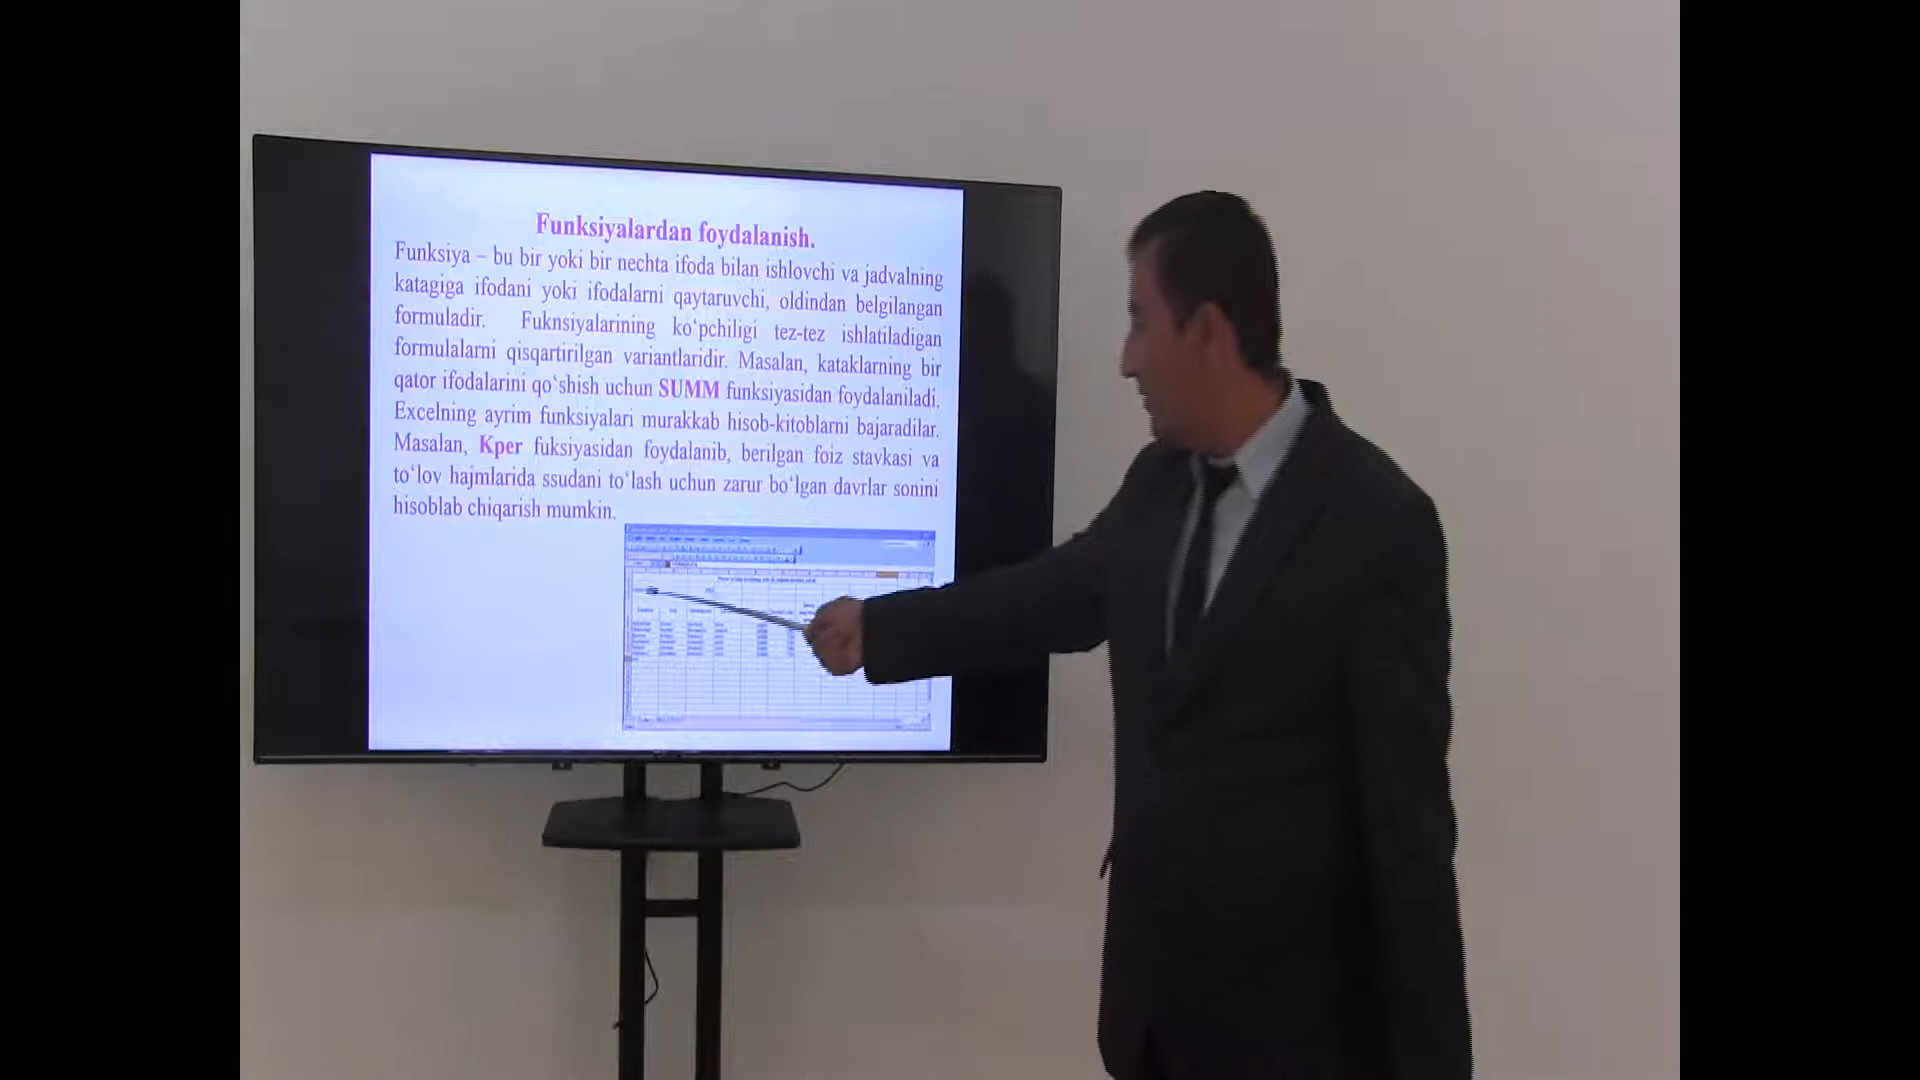 Funksiyalardan foydalanish.
Funksiya – bu bir yoki bir nechta ifoda bilan ishlovchi va jadvalning
katagiga ifodani yoki ifodalarni qaytaruvchi, oldindan belgilangan
formuladir. Fuknsiyalarining ko‘pchiligi tez-tez ishlatiladigan
formulalarni qisqartirilgan variantlaridir. Masalan, kataklarning bir
qator ifodalarini qo‘shish uchun SUMM funksiyasidan foydalaniladi.
Excelning ayrim funksiyalari murakkab hisob-kitoblarni bajaradilar.
Masalan, Kper fuksiyasidan foydalanib, berilgan foiz stavkasi va
to‘lov hajmlarida ssudani to‘lash uchun zarur bo‘lgan davrlar sonini
hisoblab chiqarish mumkin.